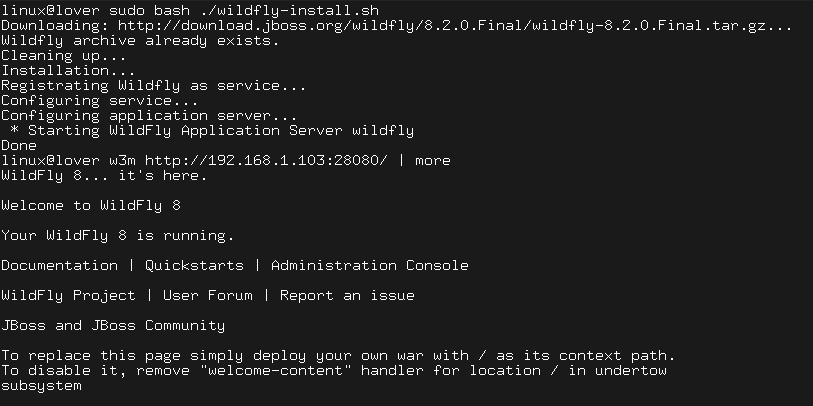 linux@lover sudo bash ./wildfly-install.sh
Downloading: http://download.jboss.org/wildfly/8.2.0.Final/wildfly-8.2.0.Final.tar.gz...
Wildfly archive already exists.
Cleaning up...
Installation...
Registrating Wildfly as service...
Configuring service...
Configuring application server...
 * Starting WildFly Application Server wildfly
Done
linux@lover w3m http://192.168.1.103:28080/ | more
WildFly 8... it's here.

Welcome to WildFly 8

Your WildFly 8 is running.

Documentation | Quickstarts | Administration Console

WildFly Project | User Forum | Report an issue

JBoss and JBoss Community

To replace this page simply deploy your own war with / as its context path.
To disable it, remove "welcome-content" handler for location / in undertow
subsystem